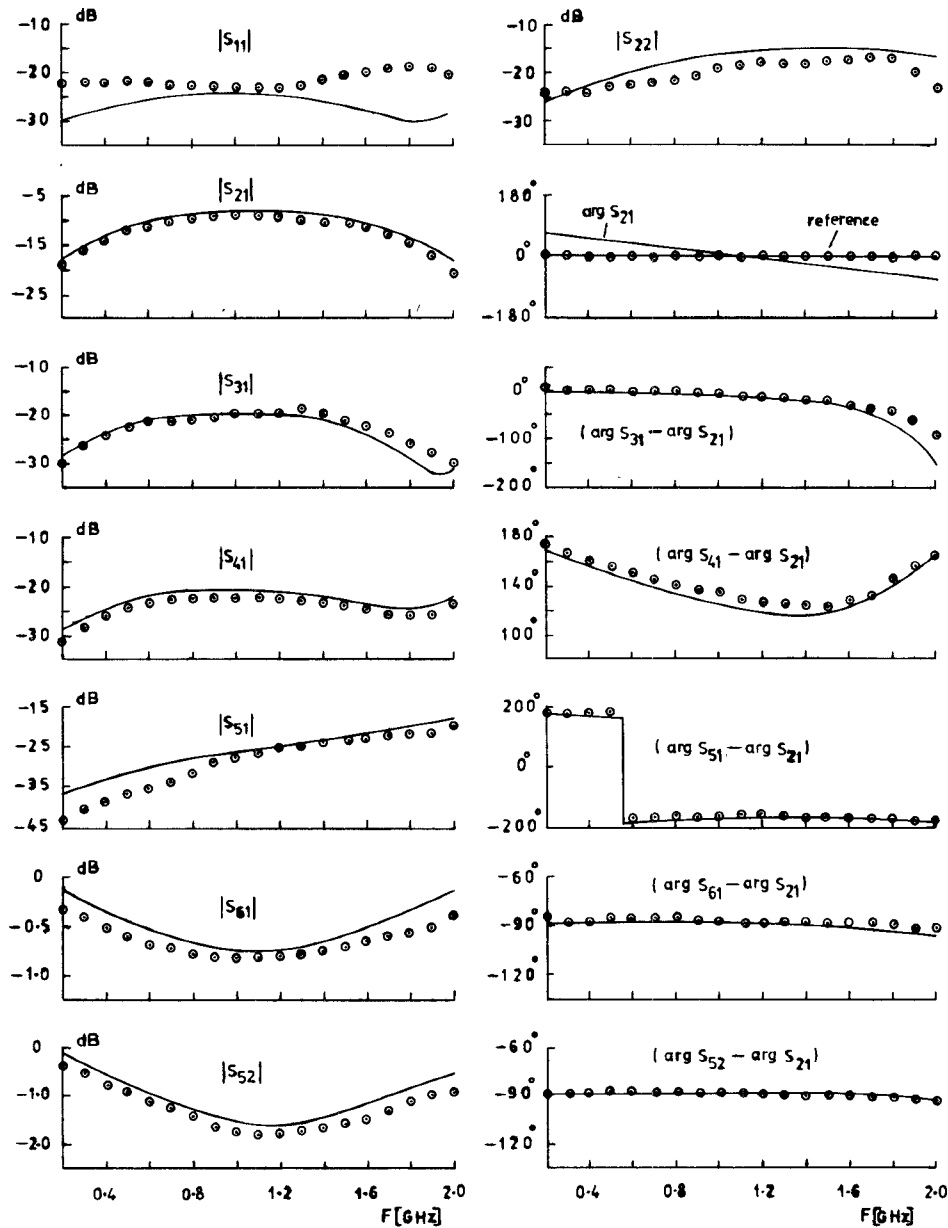 dB
-10
-20
-30
|S11|
dB
-10
-20
-30
|S22|
dB
-5
-15
-25
|S21|
180°
0°
-180°
arg S21
reference
dB
-10
-20
-30
|S31|
0°
-100°
-200°
(arg S31 - arg S21)
dB
-10
-20
-30
|S41|
180°
140°
100°
(arg S41 - arg S21)
dB
-15
-25
-35
-45
|S51|
200°
0°
-200°
(arg S51 - arg S21)
dB
0
-0.5
-1.0
|S61|
-60°
-90°
-120°
(arg S61 - arg S21)
dB
0
-1.0
-2.0
|S52|
-60°
-90°
-120°
(arg S52 - arg S21)
0.4 0.8 1.2 1.6 2.0
F[GHz]
0.4 0.8 1.2 1.6 2.0
F[GHz]